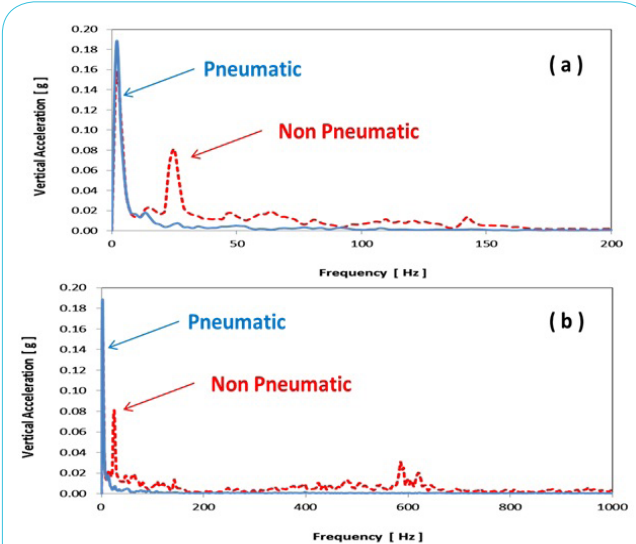 0.20
0.18
0.16
0.14
0.12
0.10
0.08
0.06
0.04
0.02
0.00
Vertical Acceleration [ g ]
Pneumatic
( a )
Non Pneumatic
0 50 100 150 200
Frequency [ Hz ]
0.20
0.18
0.16
0.14
0.12
0.10
0.08
0.06
0.04
0.02
0.00
Vertical Acceleration [ g ]
Pneumatic
( b )
Non Pneumatic
0 200 400 600 800 1000
Frequency [ Hz ]